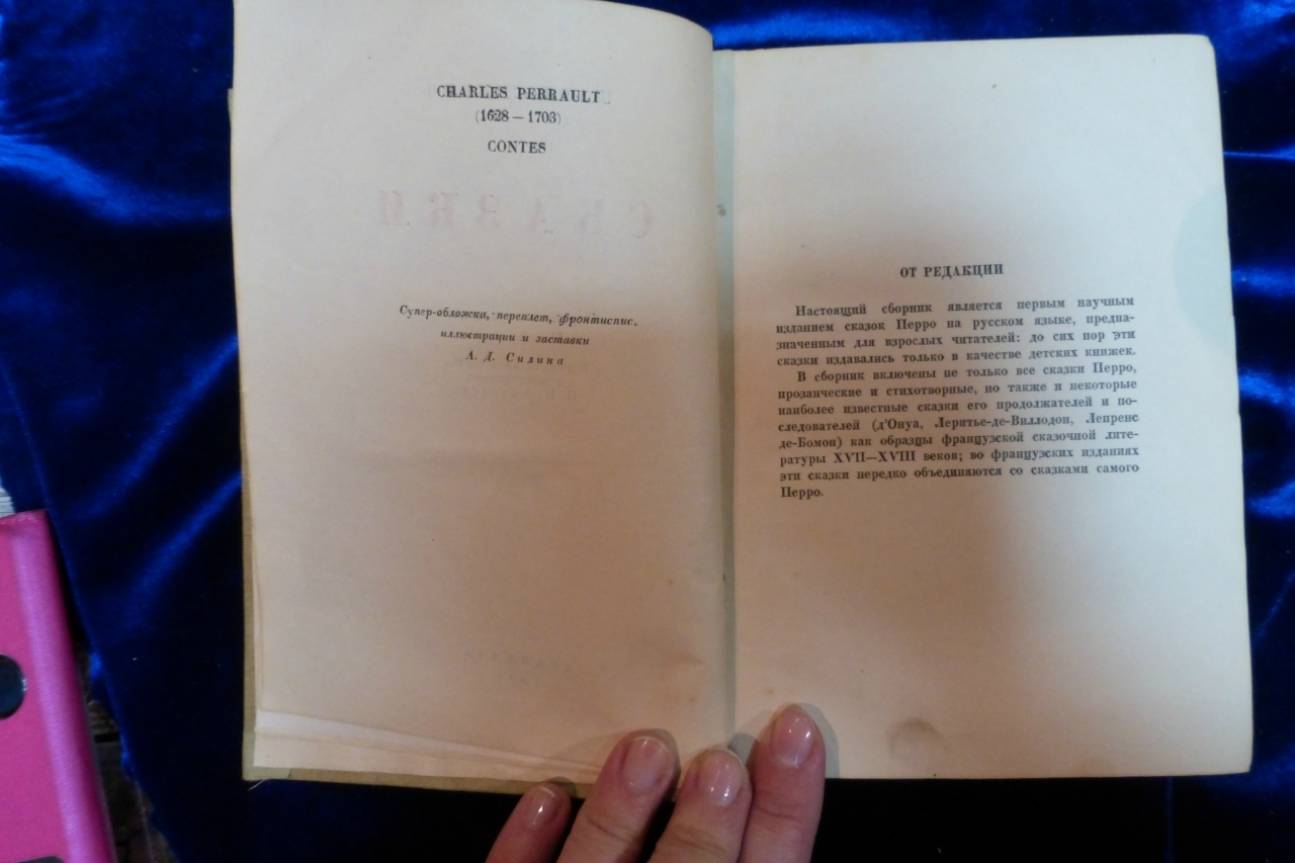 CHARLES PERRAULT
(1628 — 1703)
CONTES
СКАЗКИ
Супер-обложка, переплет, фронтиспис,
иллюстрации и заставки
А. Д. Силина
ОТ РЕДАКЦИИ
Настоящий сборник является первым научным
изданием сказок Перро на русском языке, предна-
значенным для взрослых читателей: до сих пор эти
сказки издавались только в качестве детских книжек.
В сборник включены не только все сказки Перро,
прозаические и стихотворные, но также и некоторые
наиболее известные сказки его продолжателей и по-
следователей (д'Онуа, Леритье-де-Виллодон, Лепренс
де-Бомон) как образцы французской сказочной лите-
ратуры XVII—XVIII веков; во французских изданиях
эти сказки нередко объединяются со сказками самого
Перро.